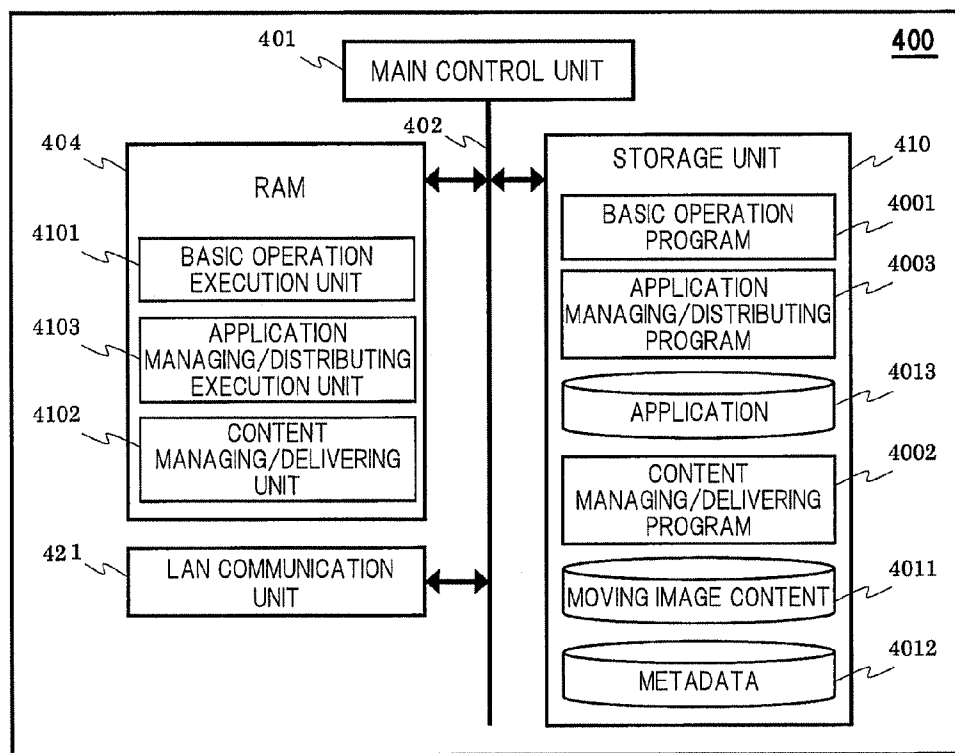 400
401
MAIN CONTROL UNIT
402
404
RAM
4101
BASIC OPERATION
EXECUTION UNIT
4103
APPLICATION
MANAGING/DISTRIBUTING
EXECUTION UNIT
4102
CONTENT
MANAGING/DELIVERING
UNIT
421
LAN COMMUNICATION
UNIT
STORAGE UNIT
410
BASIC OPERATION
PROGRAM
4001
APPLICATION
MANAGING/DISTRIBUTING
PROGRAM
4003
APPLICATION
4013
CONTENT
MANAGING/DELIVERING
PROGRAM
4002
MOVING IMAGE CONTENT
4011
METADATA
4012